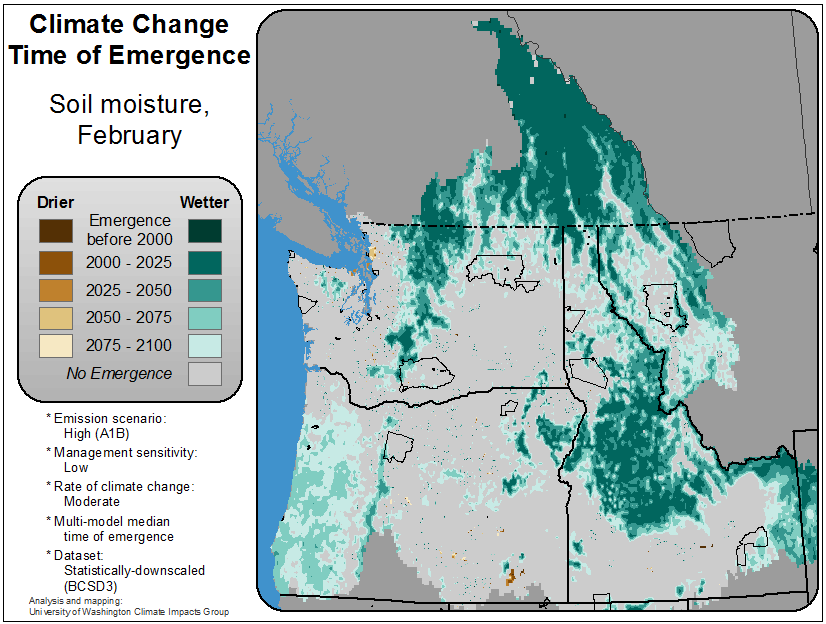 Climate Change
Time of Emergence
Soil moisture,
February
Drier Wetter
Emergence
before 2000
2000 - 2025
2025 - 2050
2050 - 2075
2075 - 2100
No Emergence
* Emission scenario:
High (A1B)
* Management sensitivity:
Low
* Rate of climate change:
Moderate
* Multi-model median
time of emergence
* Dataset:
Statistically-downscaled
(BCSD3)
Analysis and mapping:
University of Washington Climate Impacts Group